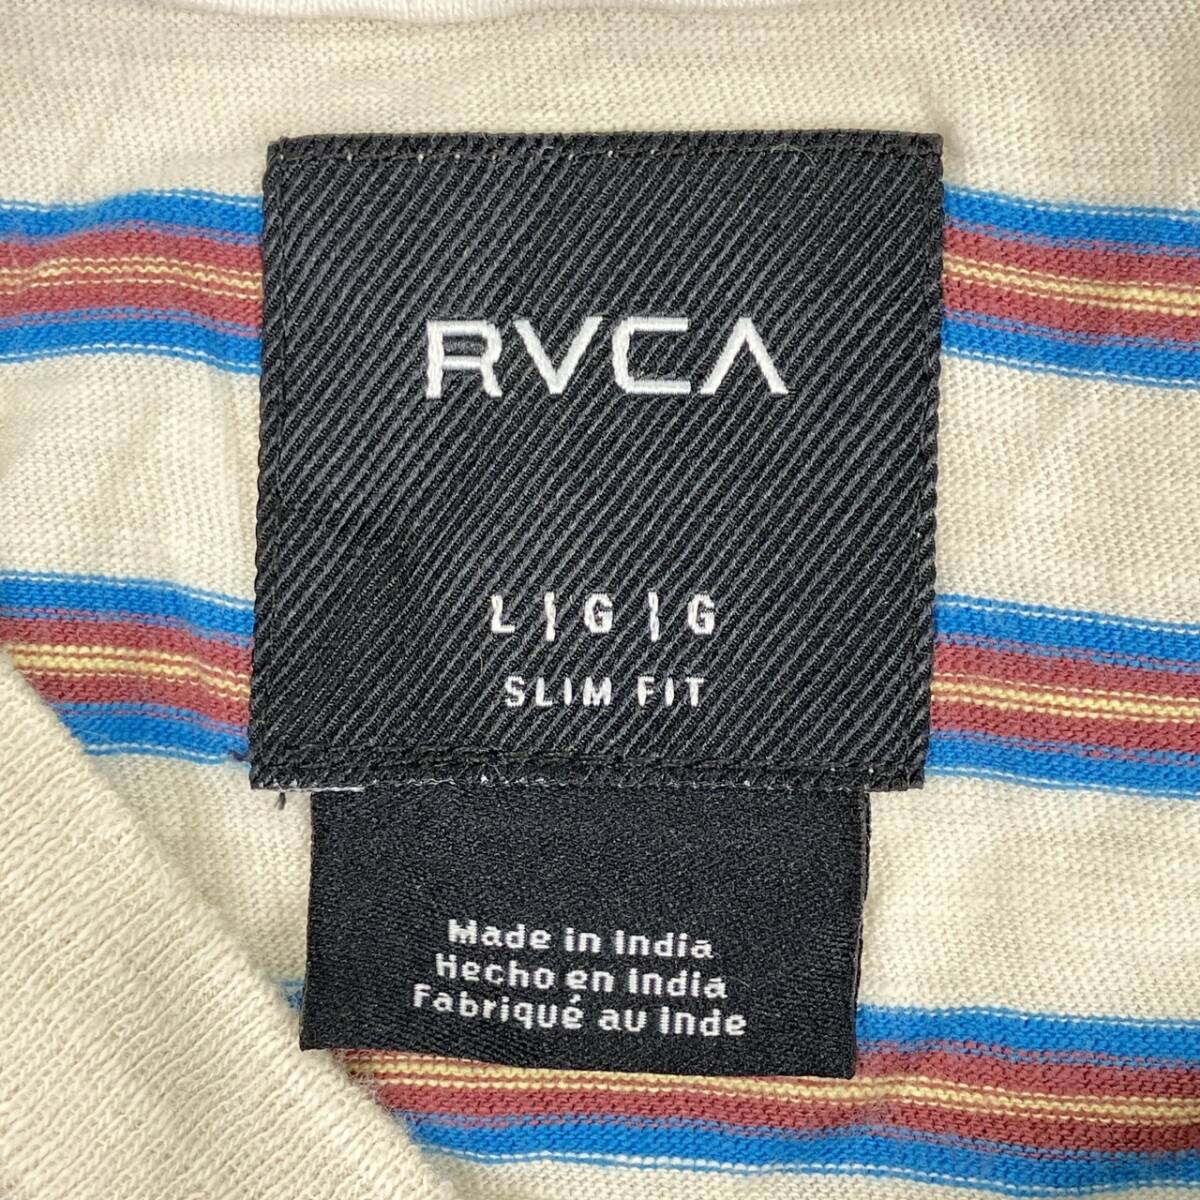 RVCA
L | G | G
SLIM FIT
Made in India
Hecho en India
Fabriqué au Inde